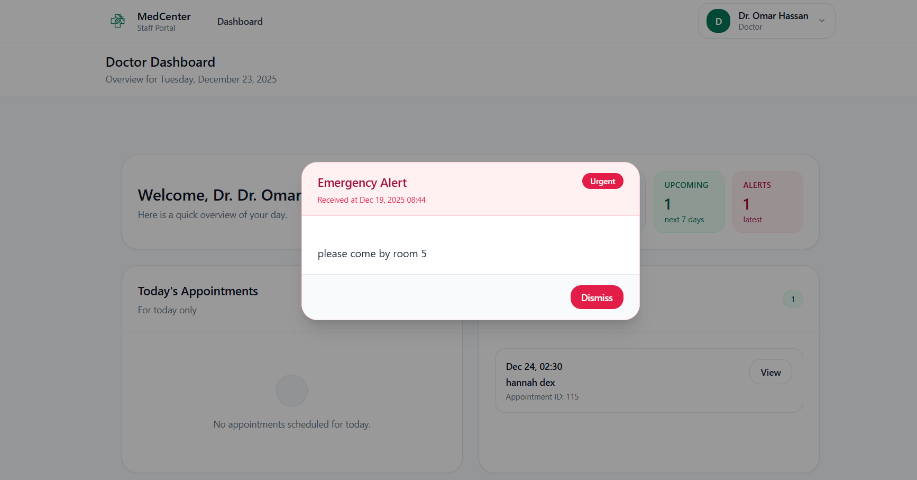 MedCenter
Staff Portal
Dashboard
D
Dr. Omar Hassan
Doctor
Doctor Dashboard
Overview for Tuesday, December 23, 2025
Welcome, Dr. Dr. Omar
Here is a quick overview of your day.
UPCOMING
1
next 7 days
ALERTS
1
latest
Emergency Alert
Urgent
Received at Dec 19, 2025 08:44
please come by room 5
Dismiss
Today's Appointments
For today only
No appointments scheduled for today.
1
Dec 24, 02:30
hannah dex
Appointment ID: 115
View